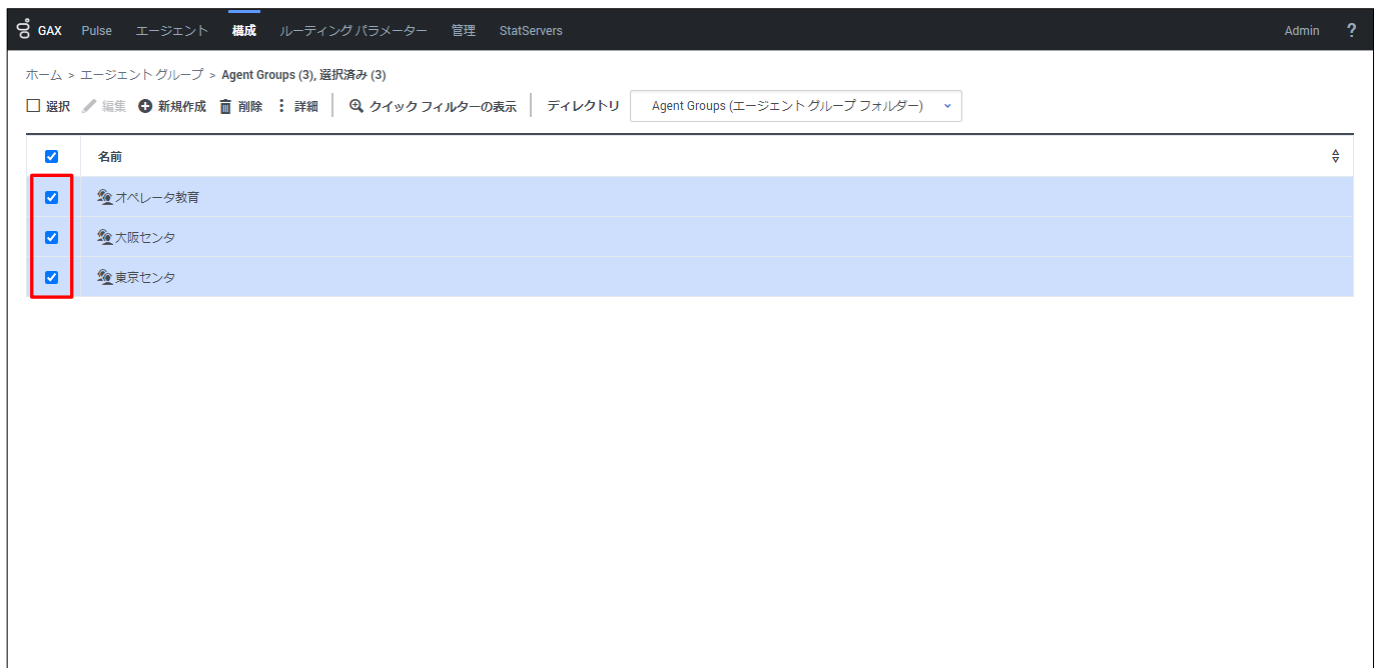 GAX Pulse エージェント 構成 ルーティング パラメーター 管理 StatServers Admin ?
ホーム > エージェント グループ > Agent Groups (3), 選択済み (3)
選択 編集 新規作成 削除 詳細 クイック フィルターの表示 ディレクトリ Agent Groups (エージェント グループ フォルダー)
名前
オペレータ教育
大阪センタ
東京センタ